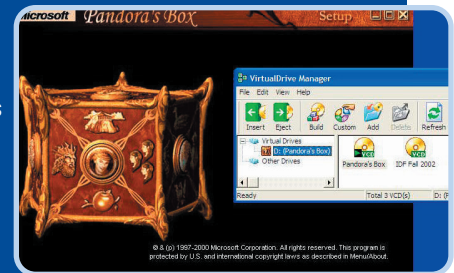 Microsoft Pandora's Box Setup
VirtualDrive Manager
File Edit View Help
Insert Eject Build Custom Add Delete Refresh
Virtual Drives
D: (Pandora's Box)
Other Drives
VCD VCD
Pandora's Box IDF Fall 2002
Ready Total 3 VCD(s) D: (P
© & (p) 1997-2000 Microsoft Corporation. All rights reserved. This program is
protected by U.S. and international copyright laws as described in Menu/About.
s